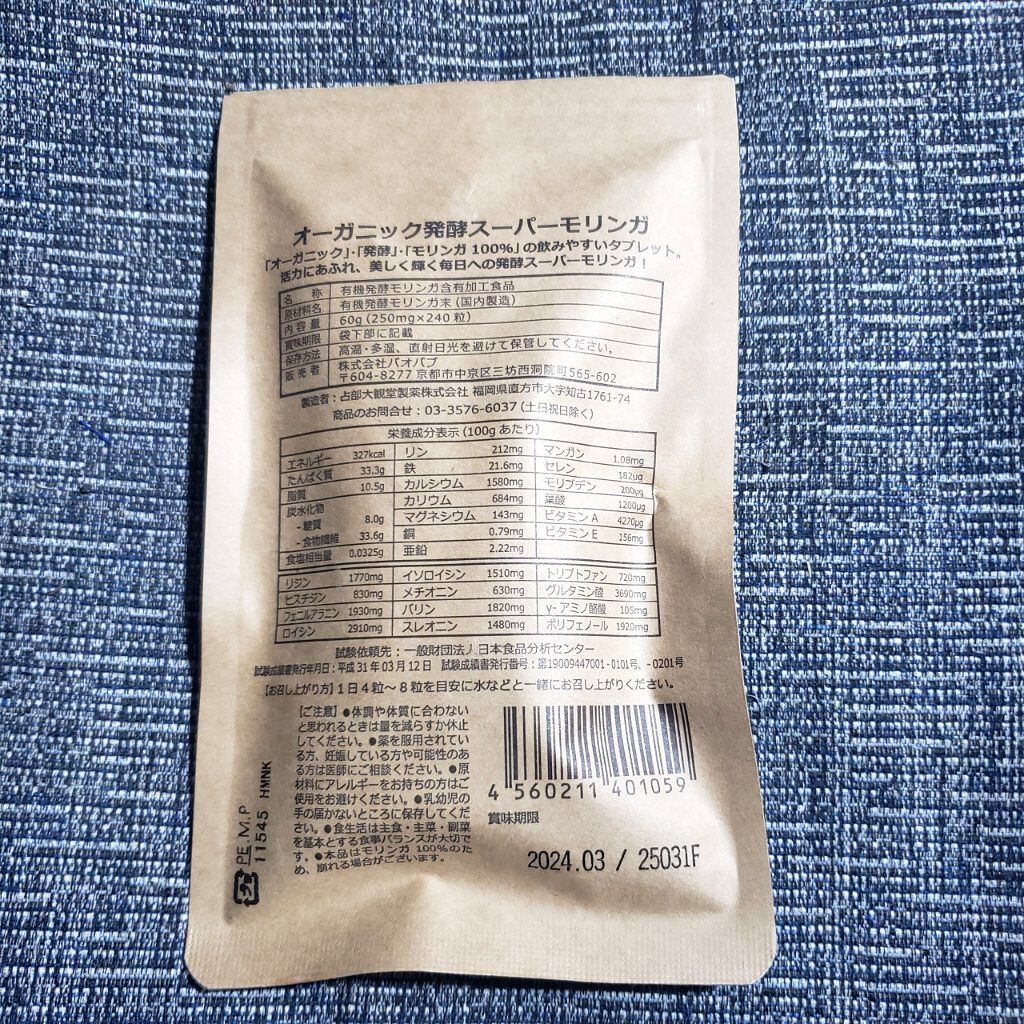 オーガニック発酵スーパーモリンガ
「オーガニック」・「発酵」・「モリンガ 100%」の飲みやすいタブレット。
活力にあふれ、美しく輝く毎日への発酵スーパーモリンガ！
名 称 有機発酵モリンガ含有加工食品
原材料名 有機発酵モリンガ末 (国内製造)
内 容 量 60g (250mg×240 粒)
賞味期限 袋下部に記載
保存方法 高温・多湿、直射日光を避けて保管してください。
販 売 者 株式会社バオバブ
〒604-8277 京都市中京区三坊西洞院町565-602
製造者：占部大観堂製薬株式会社 福岡県直方市大字知古1761-74
商品のお問合せ：03-3576-6037 (土日祝日除く)
栄養成分表示 (100g あたり)
エネルギー 327kcal リン 212mg マンガン 1.08mg
たんぱく質 33.3g 鉄 21.6mg セレン 182μg
脂質 10.5g カルシウム 1580mg モリブデン 200μg
炭水化物 カリウム 684mg 葉酸 1200μg
- 糖質 8.0g マグネシウム 143mg ビタミン A 4270μg
- 食物繊維 33.6g 銅 0.79mg ビタミン E 156mg
食塩相当量 0.0325g 亜鉛 2.22mg
リジン 1770mg イソロイシン 1510mg トリプトファン 720mg
ヒスチジン 830mg メチオニン 630mg グルタミン酸 3690mg
フェニルアラニン 1930mg バリン 1820mg γ- アミノ酪酸 105mg
ロイシン 2910mg スレオニン 1480mg ポリフェノール 1920mg
試験依頼先：一般財団法人日本食品分析センター
試験成績書発行年月日：平成 31 年 03 月 12 日 試験成績書発行番号：第19009447001-0101号、-0201号
【お召し上がり方】1 日 4 粒～ 8 粒を目安に水などと一緒にお召し上がりください。
【ご注意】●体調や体質に合わない
と思われるときは量を減らすか休止
してください。●薬を服用されてい
る方、妊娠している方や可能性のあ
る方は医師にご相談ください。●原
材料にアレルギーをお持ちの方はご
使用をお避けください。●乳幼児の
手の届かないところに保存してくだ
さい。●食生活は主食・主菜・副菜
を基本とする食事バランスが大切で
す。●本品はモリンガ 100%のた
め、崩れる場合がございます。
4 560211 401059
賞味期限
2024.03 / 25031F
プラ
PE M.P
11545 HMNK